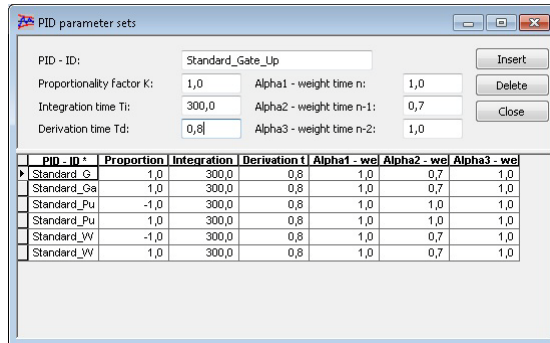 PID parameter sets
PID - ID: Standard_Gate_Up Insert
Proportionality factor K: 1,0 Alpha1 - weight time n: 1,0 Delete
Integration time Ti: 300,0 Alpha2 - weight time n-1: 0,7 Close
Derivation time Td: 0,8 Alpha3 - weight time n-2: 1,0
PID - ID * Proportion Integration Derivation t Alpha1 - we Alpha2 - we Alpha3 - we
Standard_G 1,0 300,0 0,8 1,0 0,7 1,0
Standard_Ga 1,0 300,0 0,8 1,0 0,7 1,0
Standard_Pu -1,0 300,0 0,8 1,0 0,7 1,0
Standard_Pu 1,0 300,0 0,8 1,0 1,0 1,0
Standard_W -1,0 300,0 0,8 1,0 0,7 1,0
Standard_W 1,0 300,0 0,8 1,0 0,7 1,0